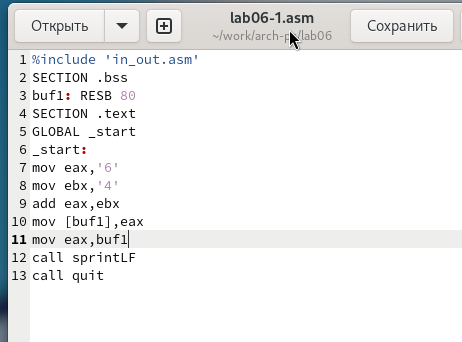 Открыть
lab06-1.asm
~/work/arch-pc/lab06
Сохранить
1 %include 'in_out.asm'
2 SECTION .bss
3 buf1: RESB 80
4 SECTION .text
5 GLOBAL _start
6 _start:
7 mov eax,'6'
8 mov ebx,'4'
9 add eax,ebx
10 mov [buf1],eax
11 mov eax,buf1
12 call sprintLF
13 call quit